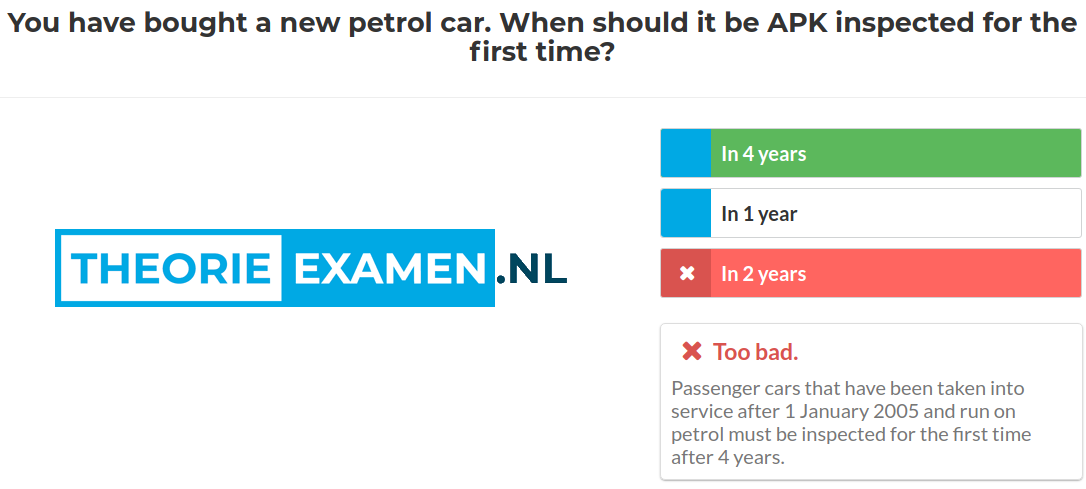 You have bought a new petrol car. When should it be APK inspected for the
first time?
THEORIE EXAMEN.NL
In 4 years
In 1 year
In 2 years
Too bad.
Passenger cars that have been taken into
service after 1 January 2005 and run on
petrol must be inspected for the first time
after 4 years.